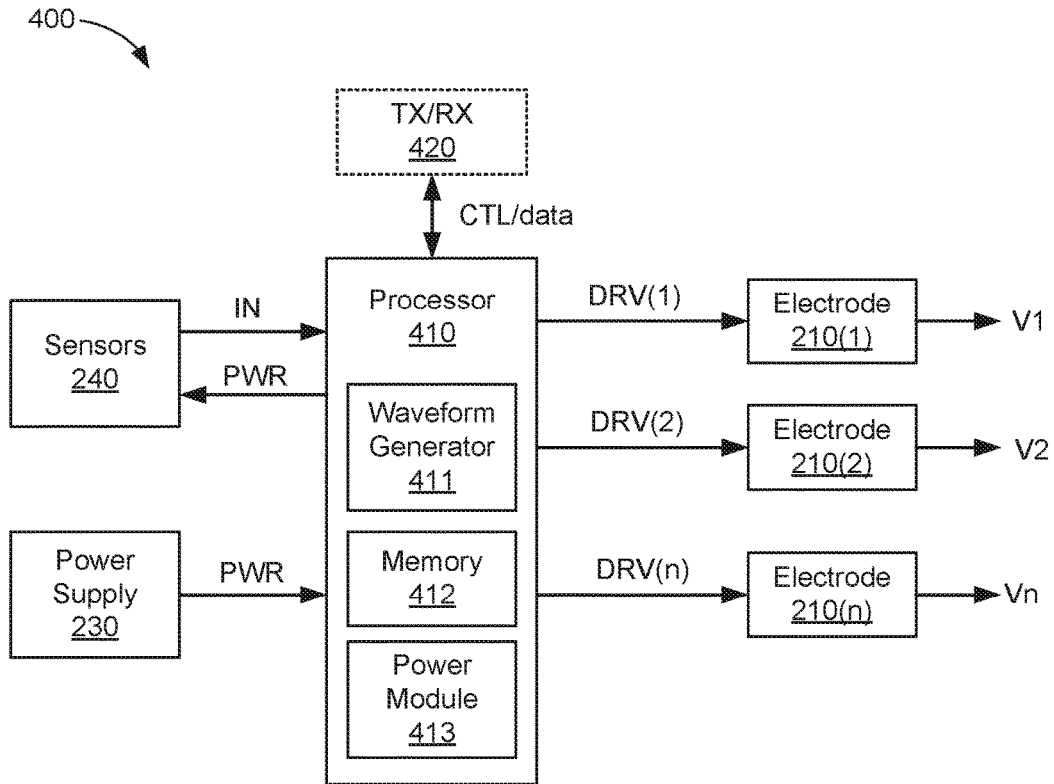 400
TX/RX
420
CTL/data
Sensors
240
IN
PWR
Power
Supply
230
PWR
Processor
410
Waveform
Generator
411
Memory
412
Power
Module
413
DRV(1)
Electrode
210(1)
V1
DRV(2)
Electrode
210(2)
V2
DRV(n)
Electrode
210(n)
Vn